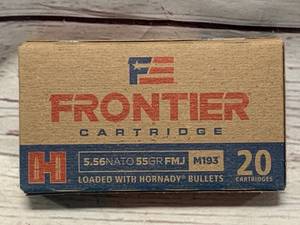 FRONTIER
CARTRIDGE
5.56NATO 55GR FMJ M193
LOADED WITH HORNADY® BULLETS
20
CARTRIDGES